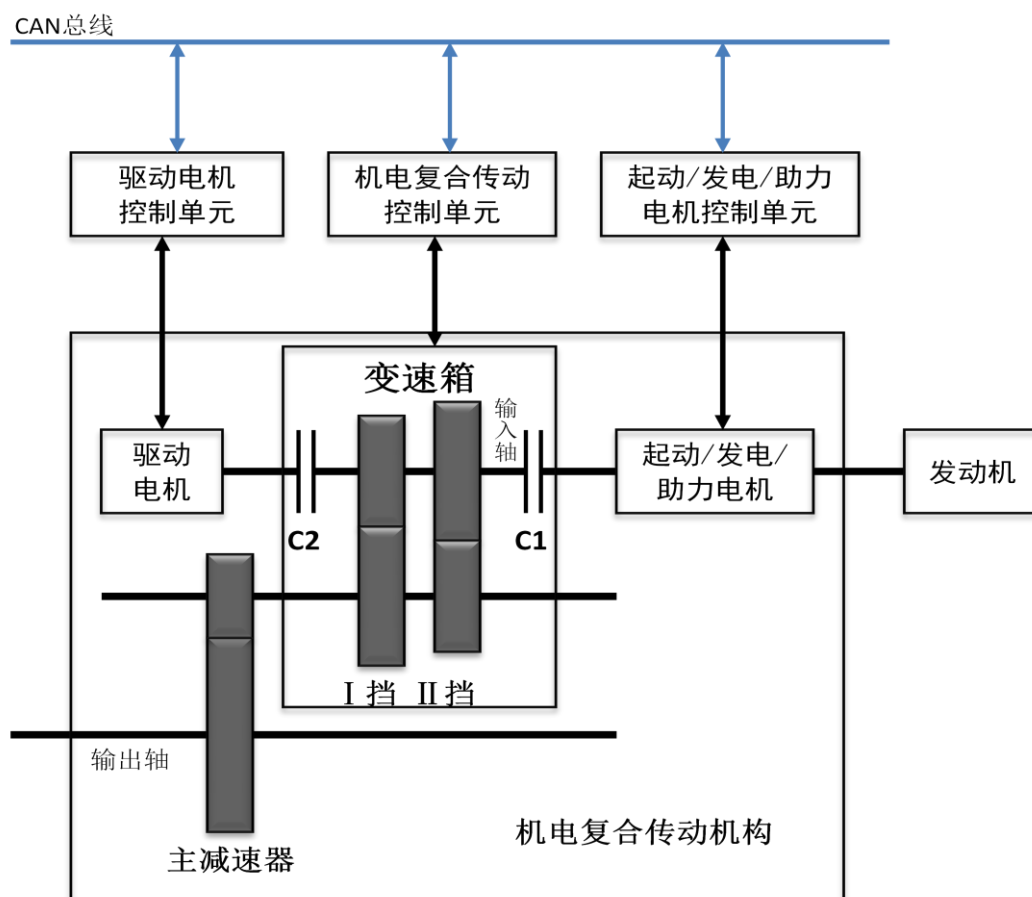 CAN总线
驱动电机
控制单元
机电复合传动
控制单元
起动/发电/助力
电机控制单元
变速箱
输入轴
驱动
电机
起动/发电/
助力电机
发动机
C2
C1
Ⅰ挡 Ⅱ挡
输出轴
主减速器
机电复合传动机构